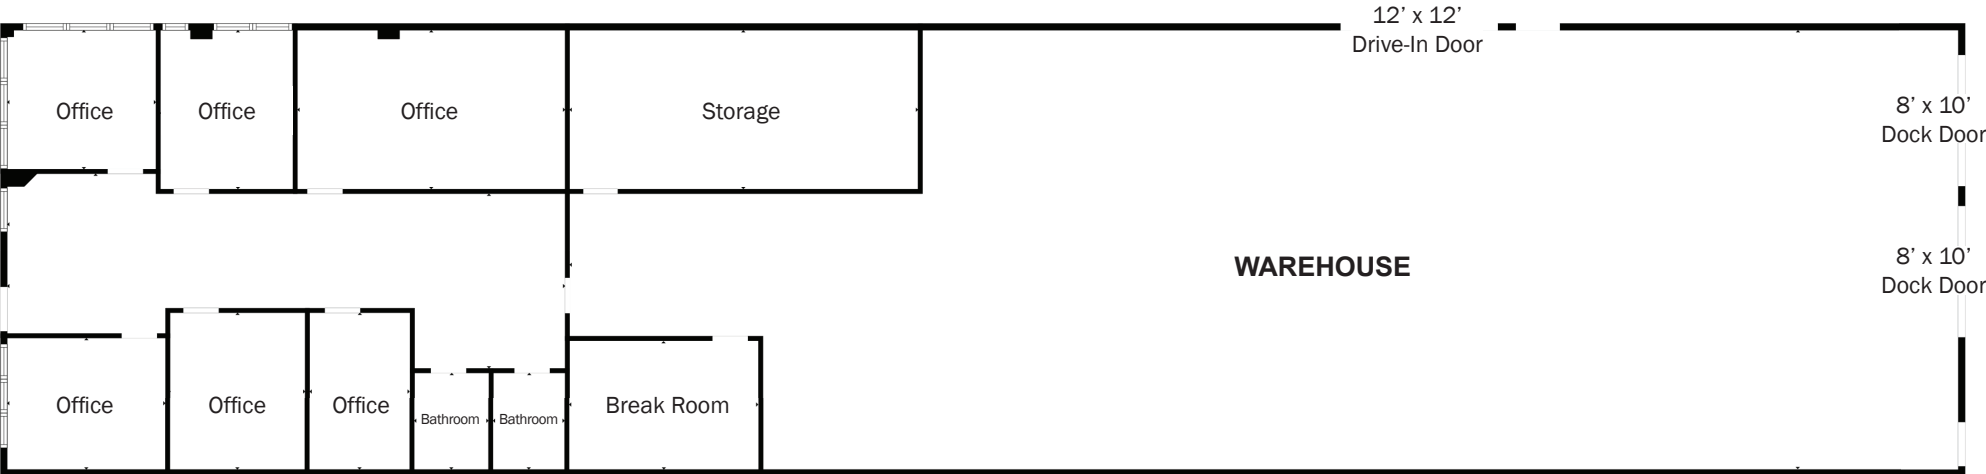 12’ x 12’
Drive-In Door
Office
Office
Office
Storage
8’ x 10’
Dock Door
WAREHOUSE
8’ x 10’
Dock Door
Office
Office
Office
Bathroom
Bathroom
Break Room